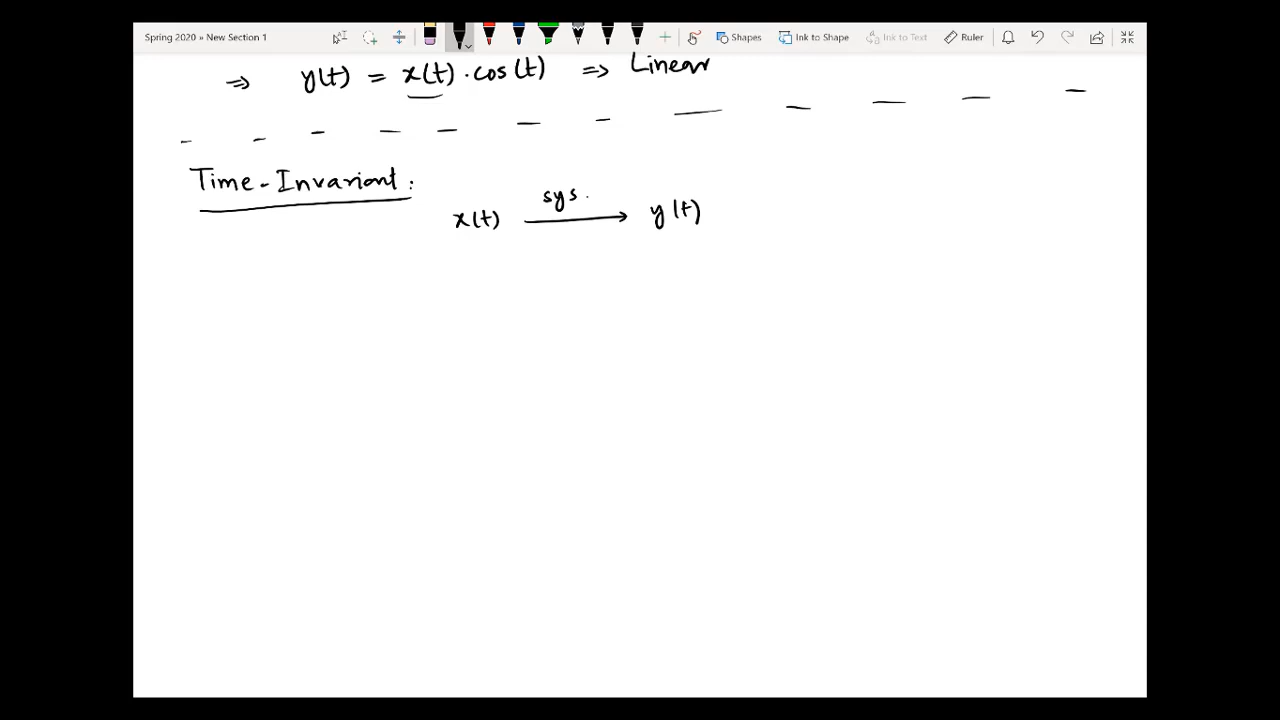 Spring 2020 » New Section 1 Shapes Ink to Shape Ink to Text Ruler
⇒ y(t) = x(t) · cos(t) ⇒ Linear
Time-Invariant:
sys.
x(t) → y(t)